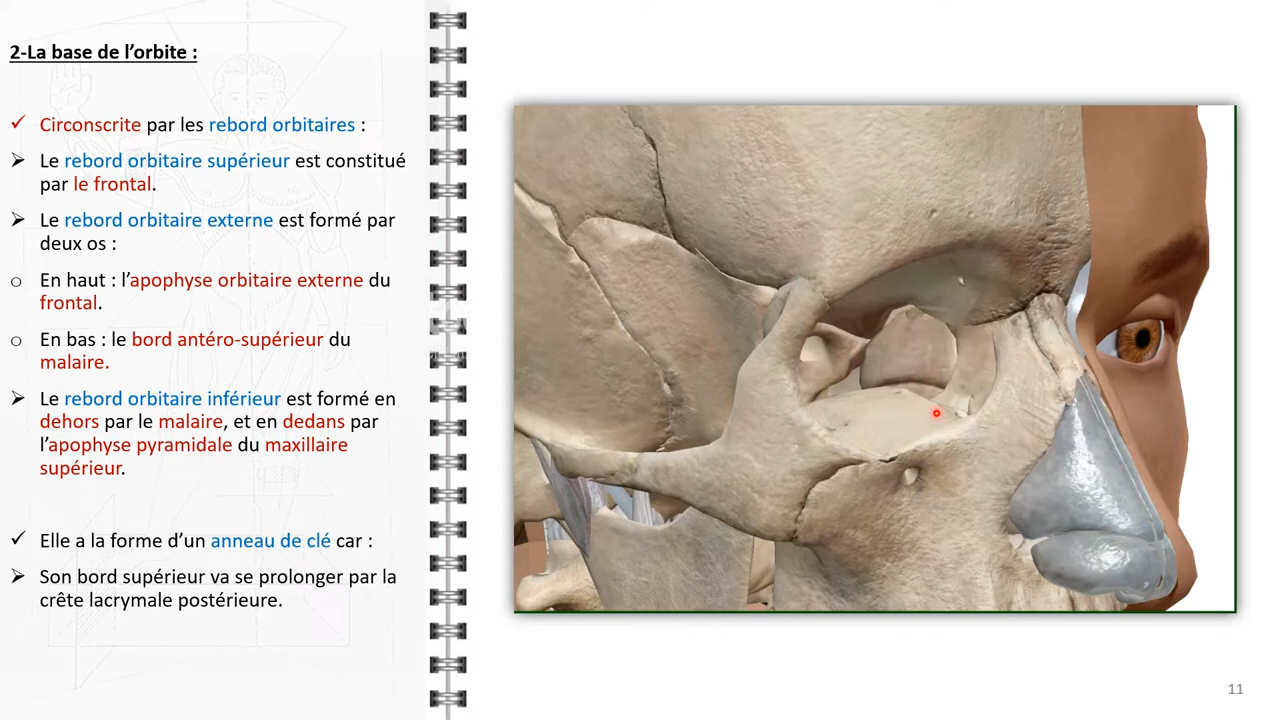 2-La base de l’orbite :
✓ Circonscrite par les rebord orbitaires :
➢ Le rebord orbitaire supérieur est constitué
par le frontal.
➢ Le rebord orbitaire externe est formé par
deux os :
o En haut : l’apophyse orbitaire externe du
frontal.
o En bas : le bord antéro-supérieur du
malaire.
➢ Le rebord orbitaire inférieur est formé en
dehors par le malaire, et en dedans par
l’apophyse pyramidale du maxillaire
supérieur.
✓ Elle a la forme d’un anneau de clé car :
➢ Son bord supérieur va se prolonger par la
crête lacrymale postérieure.
11